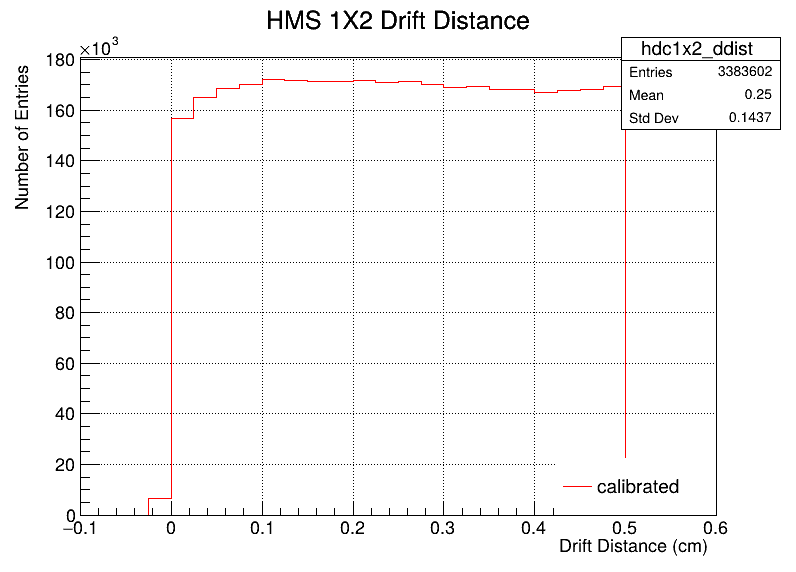 HMS 1X2 Drift Distance
×10³
hdc1x2_ddist
Entries 3383602
Mean 0.25
Std Dev 0.1437
Number of Entries
180
160
140
120
100
80
60
40
20
0
calibrated
−0.1 0 0.1 0.2 0.3 0.4 0.5 0.6
Drift Distance (cm)